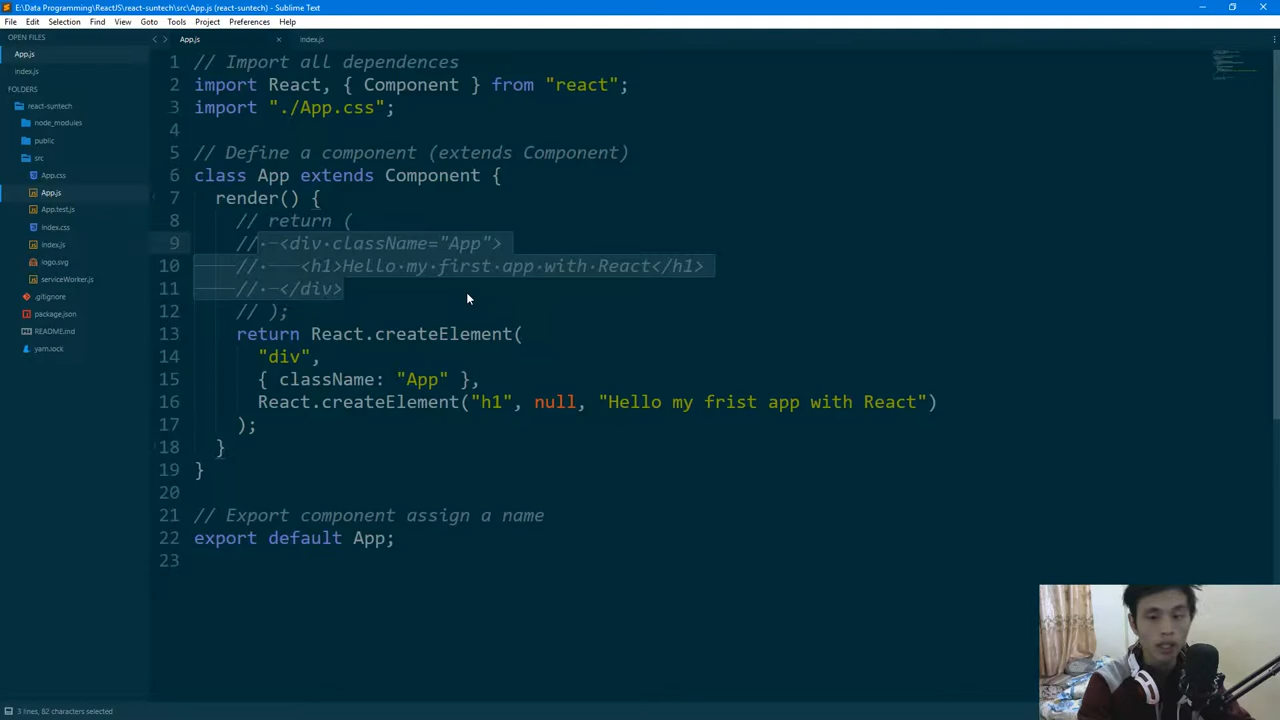 E:\Data Programming\ReactJS\react-suntech\src\App.js (react-suntech) - Sublime Text
File Edit Selection Find View Goto Tools Project Preferences Help
OPEN FILES
App.js
index.js
FOLDERS
react-suntech
node_modules
public
src
App.css
App.js
App.test.js
index.css
index.js
logo.svg
serviceWorker.js
.gitignore
package.json
README.md
yarn.lock
App.js × index.js
1 // Import all dependences
2 import React, { Component } from "react";
3 import "./App.css";
4
5 // Define a component (extends Component)
6 class App extends Component {
7 render() {
8 // return (
9 // <div className="App">
10 // <h1>Hello my first app with React</h1>
11 // </div>
12 // );
13 return React.createElement(
14 "div",
15 { className: "App" },
16 React.createElement("h1", null, "Hello my frist app with React")
17 );
18 }
19 }
20
21 // Export component assign a name
22 export default App;
23
3 lines, 82 characters selected